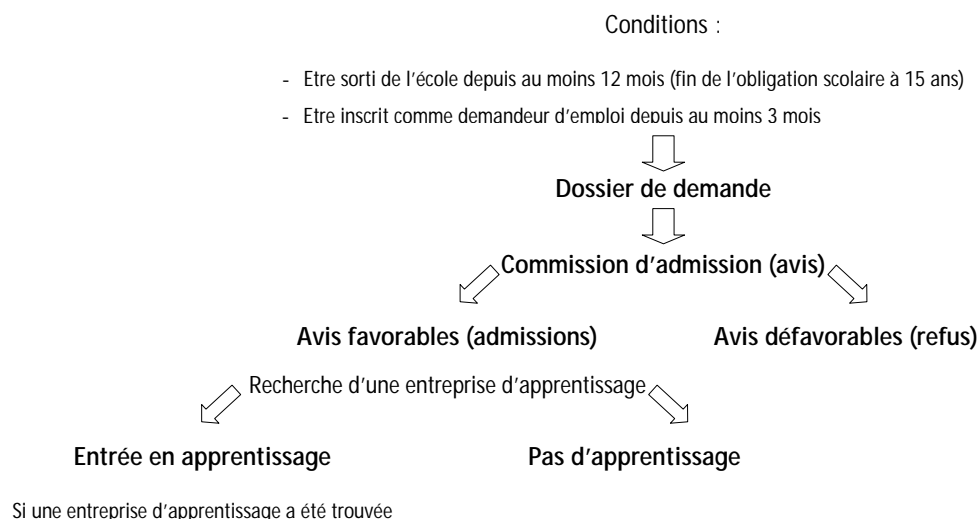 Conditions :
- Etre sorti de l'école depuis au moins 12 mois (fin de l'obligation scolaire à 15 ans)
- Etre inscrit comme demandeur d'emploi depuis au moins 3 mois
Dossier de demande
Commission d'admission (avis)
Avis favorables (admissions) Avis défavorables (refus)
Recherche d'une entreprise d'apprentissage
Entrée en apprentissage Pas d'apprentissage
Si une entreprise d'apprentissage a été trouvée